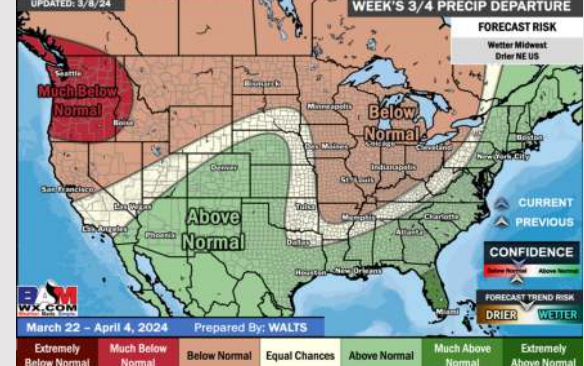 UPDATED: 3/8/24
WEEK'S 3/4 PRECIP DEPARTURE
FORECAST RISK
Wetter Midwest
Drier NE US
Seattle
Much Below
Normal
Boise
Bismarck
Minneapolis
Below
Normal
Chicago
Cleveland
Boston
New York City
Des Moines
Indianapolis
St. Louis
Denver
San Francisco
Las Vegas
Los Angeles
Phoenix
Above
Normal
Tulsa
Memphis
Charlotte
Atlanta
Dallas
Houston
New Orleans
Miami
CURRENT
PREVIOUS
CONFIDENCE
Below Normal
Above Normal
FORECAST TREND RISK
DRIER
WETTER
BAM
WX.COM
March 22 – April 4, 2024
Prepared By: WALTS
Extremely
Below Normal
Much Below
Normal
Below Normal
Equal Chances
Above Normal
Much Above
Normal
Extremely
Above Normal